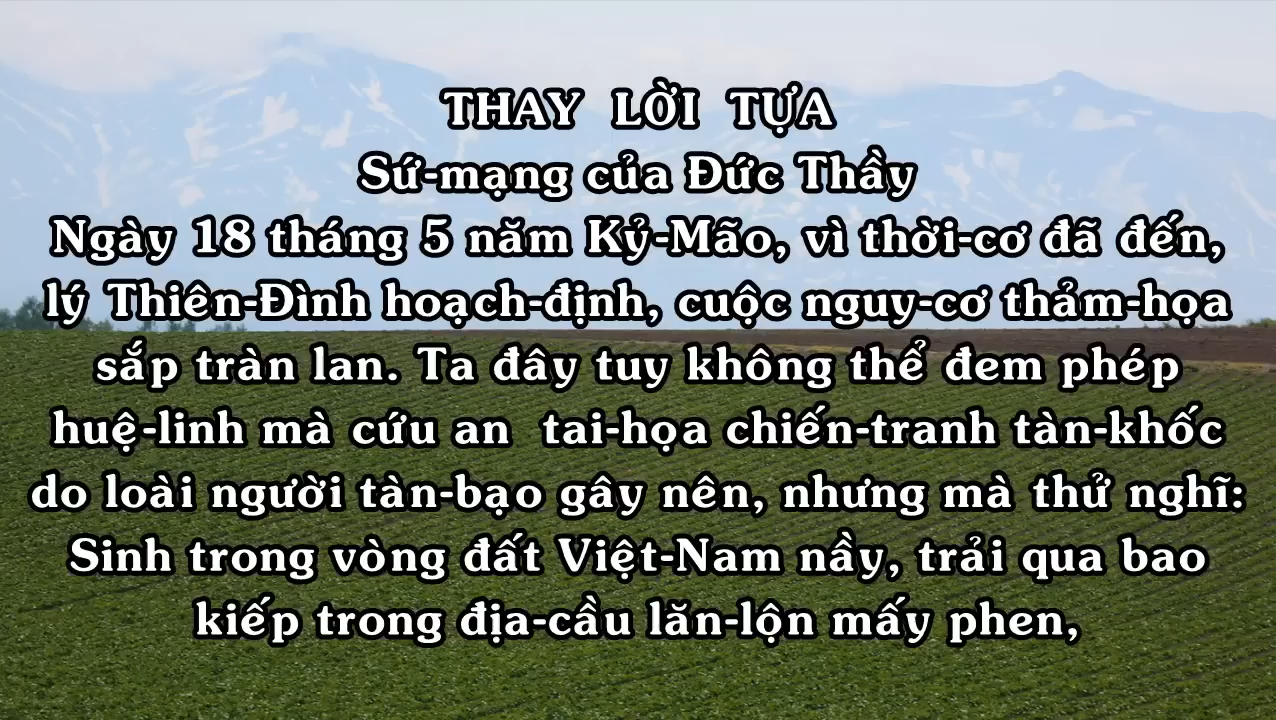 THAY LỜI TỰA
Sứ-mạng của Đức Thầy
Ngày 18 tháng 5 năm Kỷ-Mão, vì thời-cơ đã đến,
lý Thiên-Đình hoạch-định, cuộc nguy-cơ thảm-họa
sắp tràn lan. Ta đây tuy không thể đem phép
huệ-linh mà cứu an tai-họa chiến-tranh tàn-khốc
do loài người tàn-bạo gây nên, nhưng mà thử nghĩ:
Sinh trong vòng đất Việt-Nam nầy, trải qua bao
kiếp trong địa-cầu lăn-lộn mấy phen,